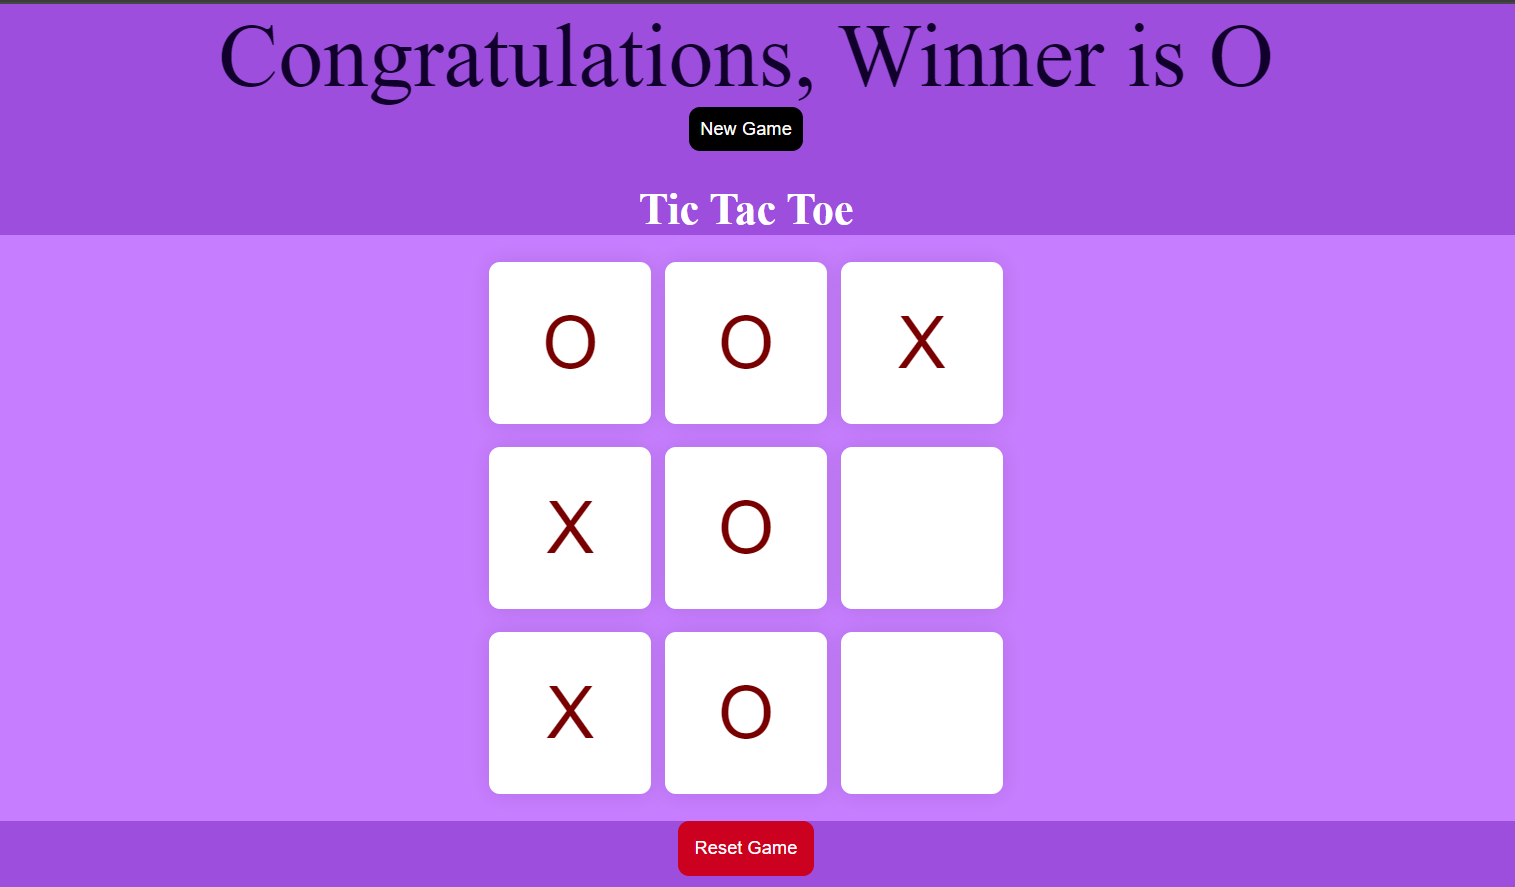 Congratulations, Winner is O
New Game
Tic Tac Toe
O O X
X O
X O
Reset Game